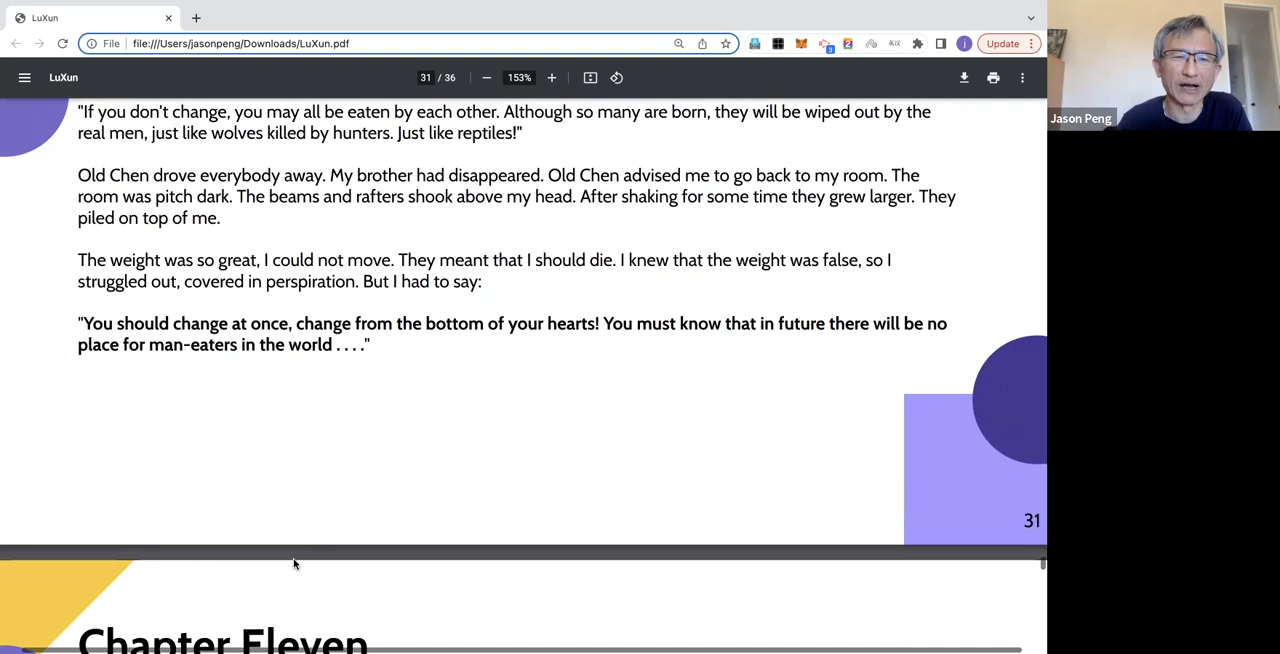 LuXun
File
file:///Users/jasonpeng/Downloads/LuXun.pdf
3
2
j
Update
LuXun
31 / 36
153%
"If you don't change, you may all be eaten by each other. Although so many are born, they will be wiped out by the
real men, just like wolves killed by hunters. Just like reptiles!"
Old Chen drove everybody away. My brother had disappeared. Old Chen advised me to go back to my room. The
room was pitch dark. The beams and rafters shook above my head. After shaking for some time they grew larger. They
piled on top of me.
The weight was so great, I could not move. They meant that I should die. I knew that the weight was false, so I
struggled out, covered in perspiration. But I had to say:
"You should change at once, change from the bottom of your hearts! You must know that in future there will be no
place for man-eaters in the world . . . ."
31
Chapter Eleven
Jason Peng